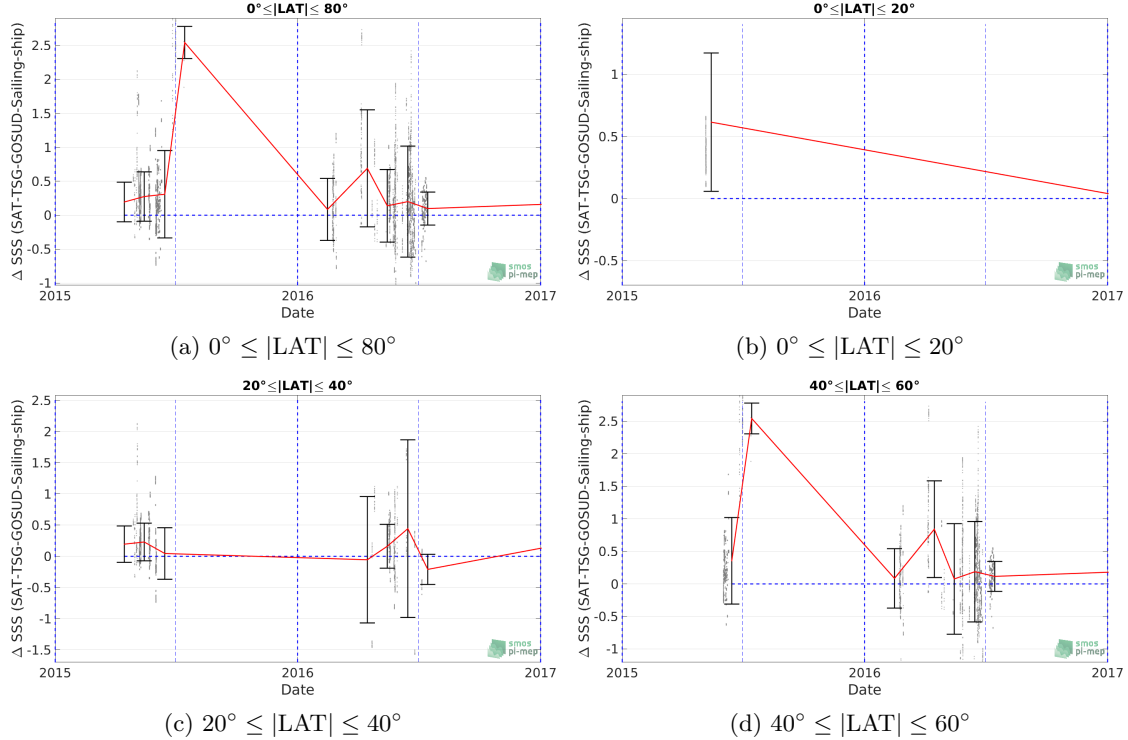 0°≤|LAT|≤ 80°
Δ SSS (SAT-TSG-GOSUD-Sailing-ship)
2.5
2
1.5
1
0.5
0
-0.5
-1
2015
2016
2017
Date
smos
pi-mep
(a) 0° ≤ |LAT| ≤ 80°
0°≤|LAT|≤ 20°
Δ SSS (SAT-TSG-GOSUD-Sailing-ship)
1
0.5
0
-0.5
2015
2016
2017
Date
smos
pi-mep
(b) 0° ≤ |LAT| ≤ 20°
20°≤|LAT|≤ 40°
Δ SSS (SAT-TSG-GOSUD-Sailing-ship)
2.5
2
1.5
1
0.5
0
-0.5
-1
-1.5
2015
2016
2017
Date
smos
pi-mep
(c) 20° ≤ |LAT| ≤ 40°
40°≤|LAT|≤ 60°
Δ SSS (SAT-TSG-GOSUD-Sailing-ship)
2.5
2
1.5
1
0.5
0
-0.5
-1
2015
2016
2017
Date
smos
pi-mep
(d) 40° ≤ |LAT| ≤ 60°